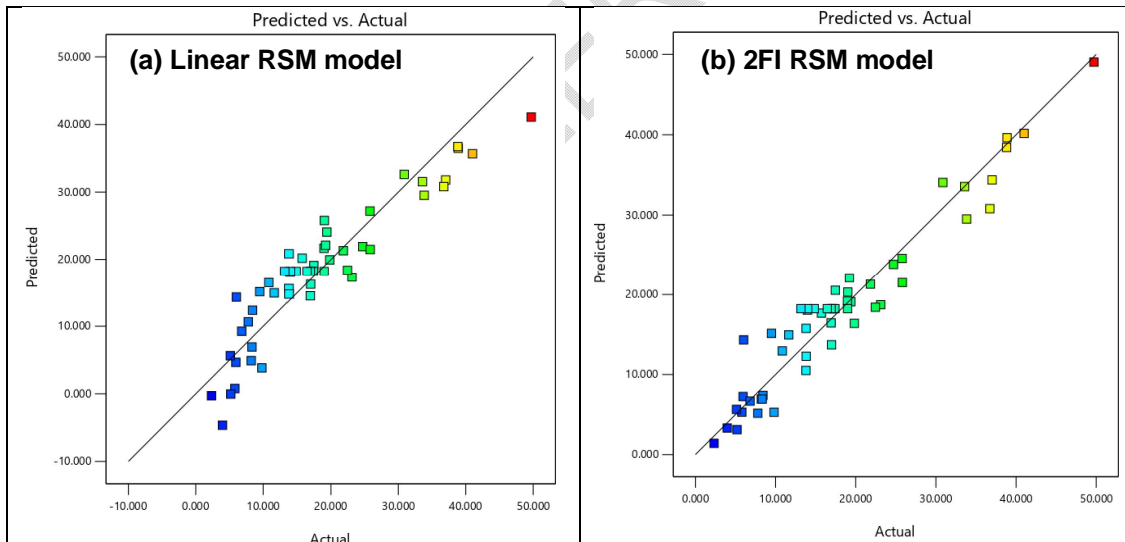 Predicted vs. Actual
(a) Linear RSM model
50.000
40.000
30.000
20.000
10.000
0.000
-10.000
Predicted
-10.000 0.000 10.000 20.000 30.000 40.000 50.000
Actual
Predicted vs. Actual
(b) 2FI RSM model
50.000
40.000
30.000
20.000
10.000
0.000
Predicted
0.000 10.000 20.000 30.000 40.000 50.000
Actual